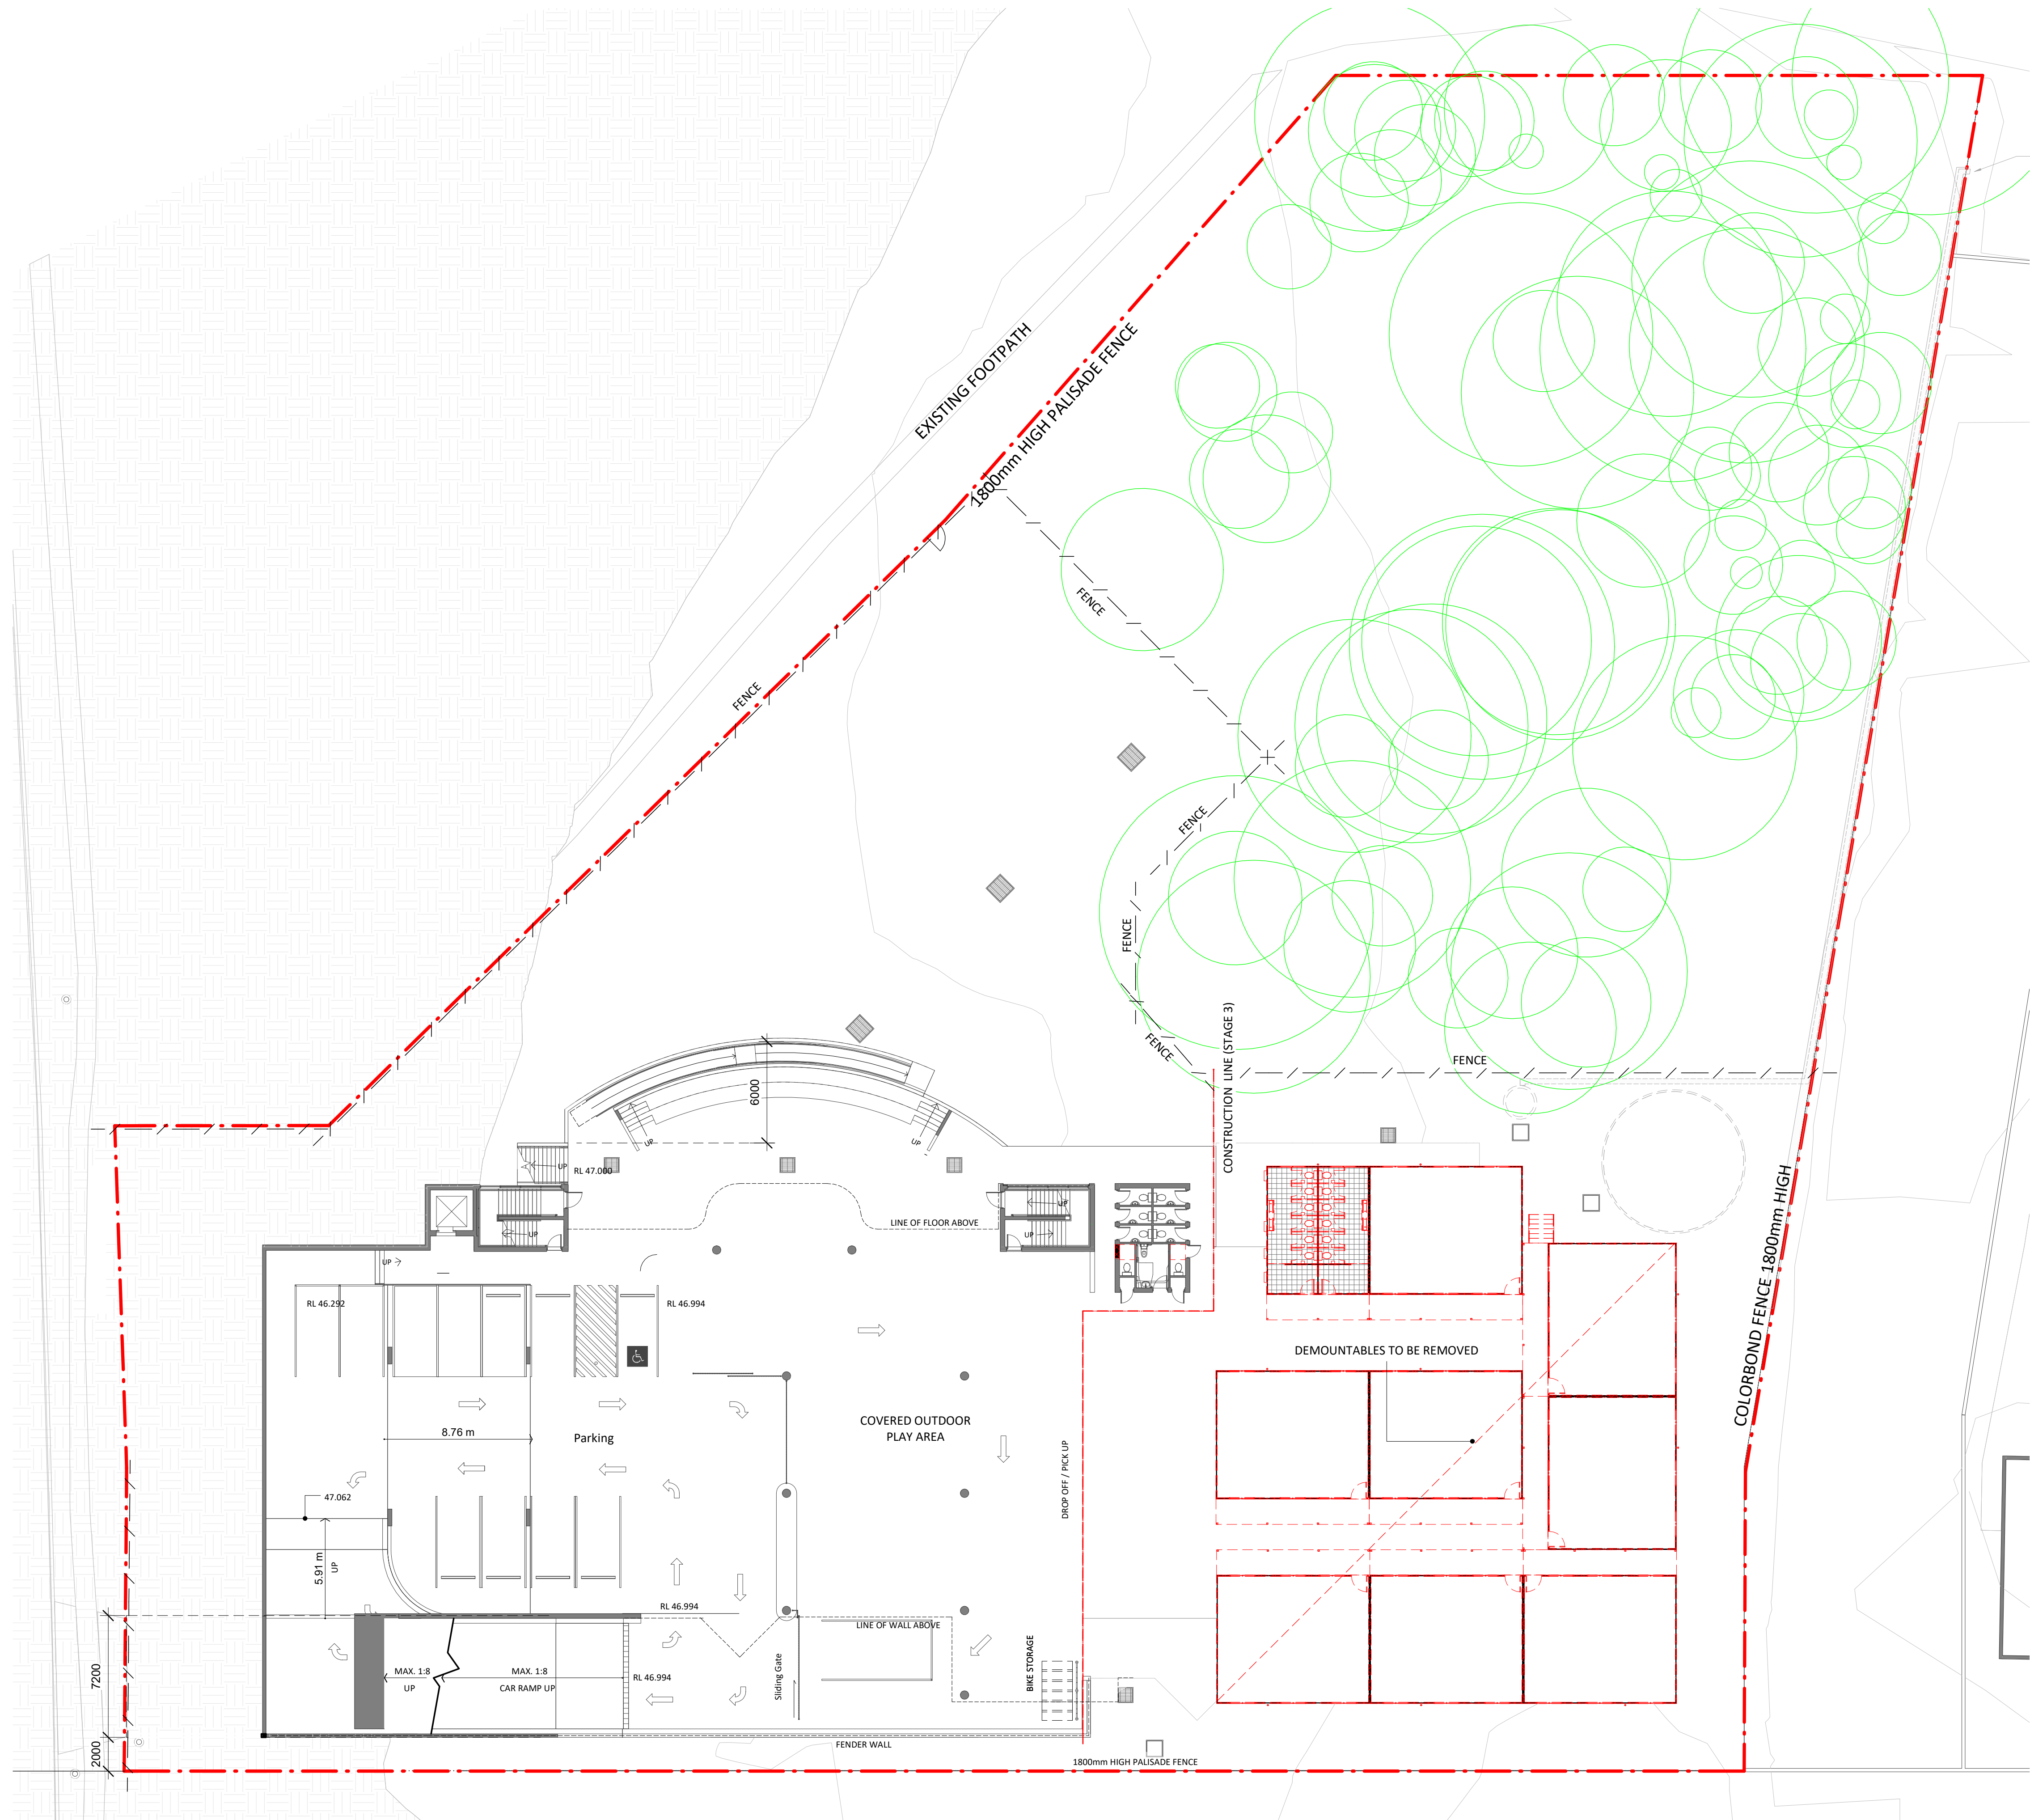 EXISTING FOOTPATH
1800mm HIGH PALISADE FENCE
FENCE
FENCE
FENCE
FENCE
FENCE
FENCE
CONSTRUCTION LINE (STAGE 3)
6000
UP
UP
UP
RL 47.000
UP
UP
UP
LINE OF FLOOR ABOVE
UP
RL 46.292
RL 46.994
DEMOUNTABLES TO BE REMOVED
COLORBOND FENCE 1800mm HIGH
8.76 m
Parking
COVERED OUTDOOR
PLAY AREA
DROP OFF / PICK UP
47.062
5.91 m
UP
RL 46.994
LINE OF WALL ABOVE
7200
MAX. 1:8
UP
MAX. 1:8
CAR RAMP UP
RL 46.994
Sliding Gate
BIKE STORAGE
2000
FENDER WALL
1800mm HIGH PALISADE FENCE